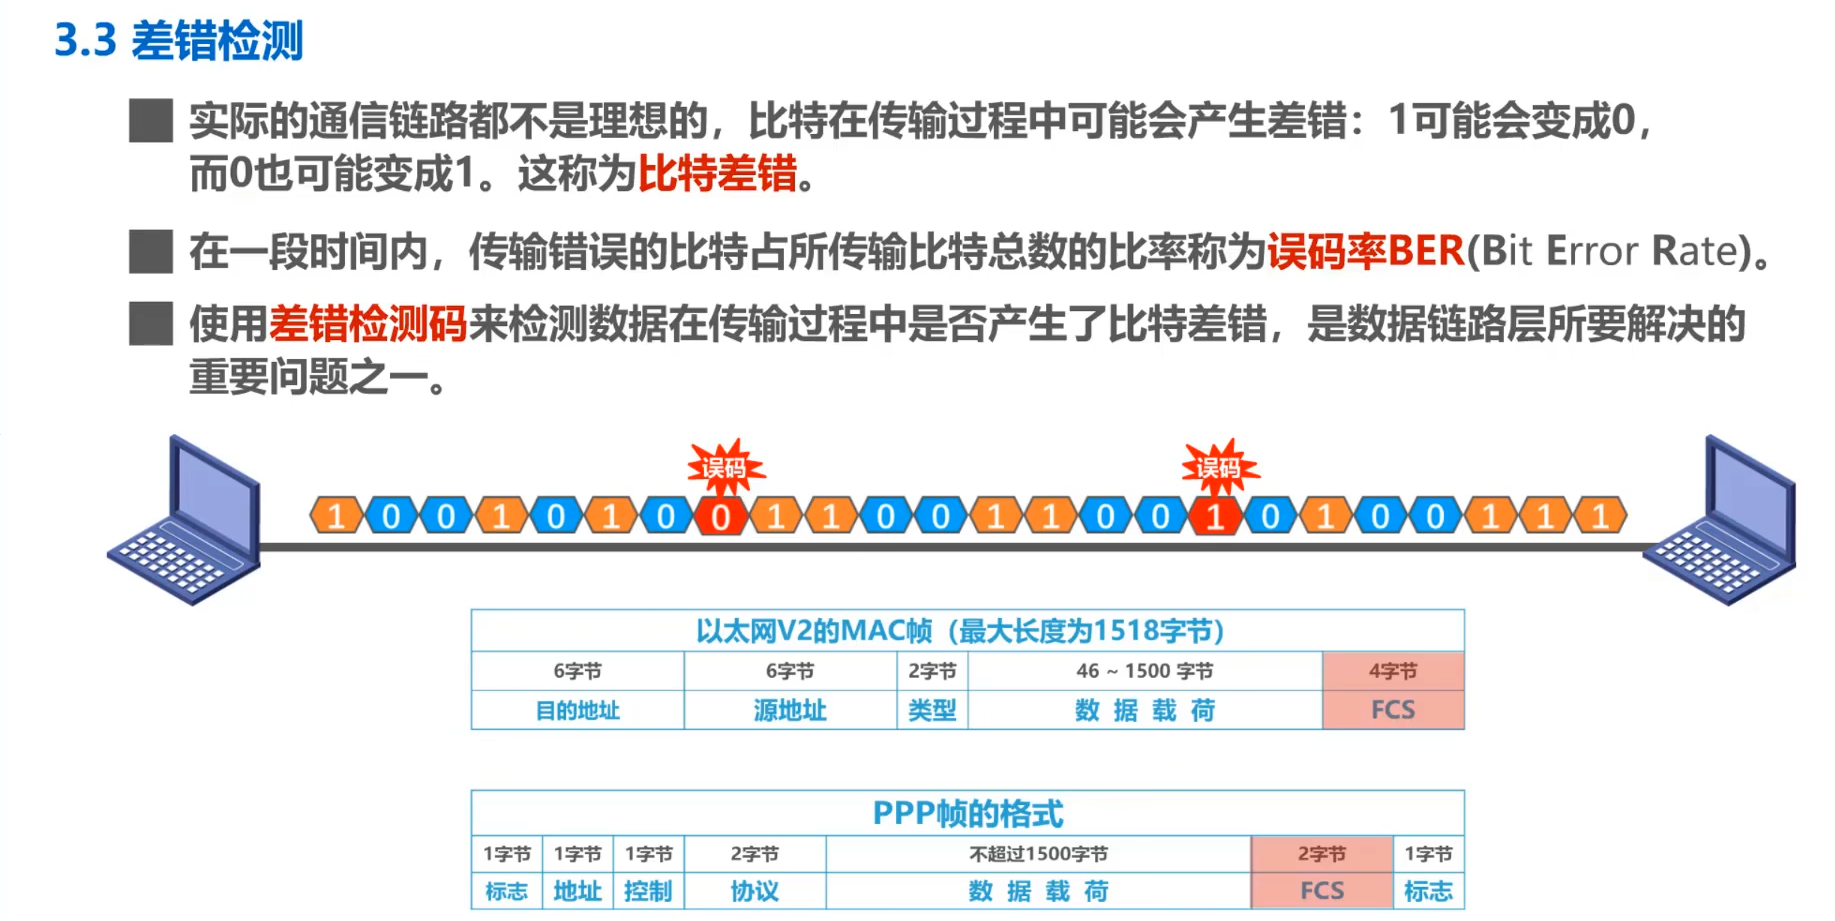 3.3 差错检测
实际的通信链路都不是理想的，比特在传输过程中可能会产生差错：1可能会变成0，
而0也可能变成1。这称为比特差错。
在一段时间内，传输错误的比特占所传输比特总数的比率称为误码率BER(Bit Error Rate)。
使用差错检测码来检测数据在传输过程中是否产生了比特差错，是数据链路层所要解决的
重要问题之一。
误码 误码
1 0 0 1 0 1 0 0 1 1 0 0 1 1 0 0 1 0 1 0 0 1 1 1
以太网V2的MAC帧（最大长度为1518字节）
6字节 6字节 2字节 46 ~ 1500 字节 4字节
目的地址 源地址 类型 数 据 载 荷 FCS
PPP帧的格式
1字节 1字节 1字节 2字节 不超过1500字节 2字节 1字节
标志 地址 控制 协议 数 据 载 荷 FCS 标志